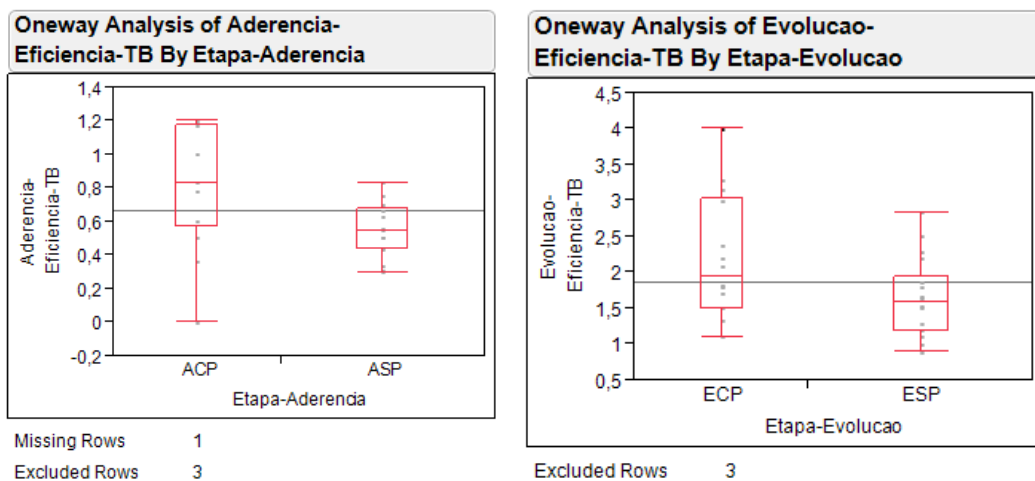 Oneway Analysis of Aderencia-
Eficiencia-TB By Etapa-Aderencia
1,4
1,2
1
0,8
0,6
0,4
0,2
0
-0,2
Aderencia-
Eficiencia-TB
ACP
ASP
Etapa-Aderencia
Missing Rows 1
Excluded Rows 3
Oneway Analysis of Evolucao-
Eficiencia-TB By Etapa-Evolucao
4,5
4
3,5
3
2,5
2
1,5
1
0,5
Evolucao-
Eficiencia-TB
ECP
ESP
Etapa-Evolucao
Excluded Rows 3